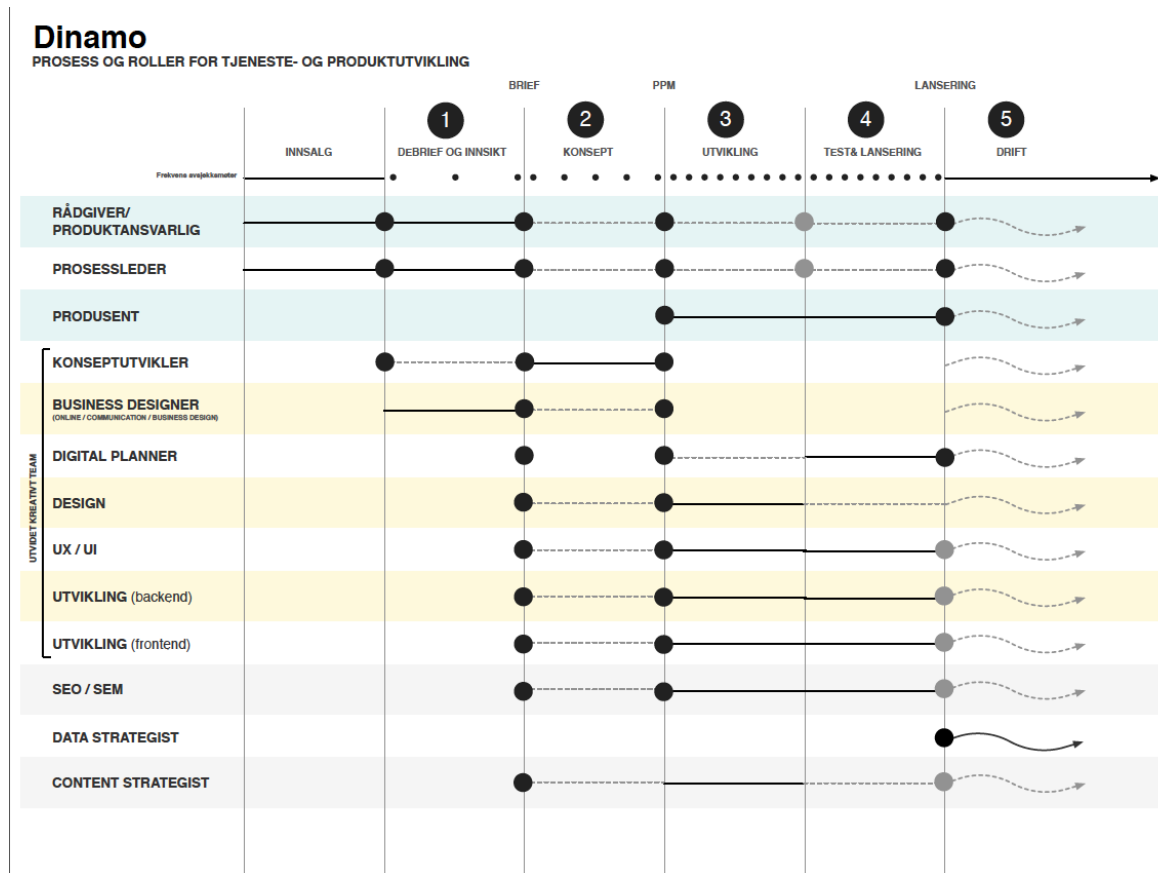 Dinamo
PROSESS OG ROLLER FOR TJENESTE- OG PRODUKTUTVIKLING
BRIEF PPM LANSERING
1 2 3 4 5
INNSALG DEBRIEF OG INNSIKT KONSEPT UTVIKLING TEST& LANSERING DRIFT
Frekvens avsjekksmøter
RÅDGIVER/
PRODUKTANSVARLIG
PROSESSLEDER
PRODUSENT
UTVIDET KREATIVT TEAM
KONSEPTUTVIKLER
BUSINESS DESIGNER
(ONLINE / COMMUNICATION / BUSINESS DESIGN)
DIGITAL PLANNER
DESIGN
UX / UI
UTVIKLING (backend)
UTVIKLING (frontend)
SEO / SEM
DATA STRATEGIST
CONTENT STRATEGIST